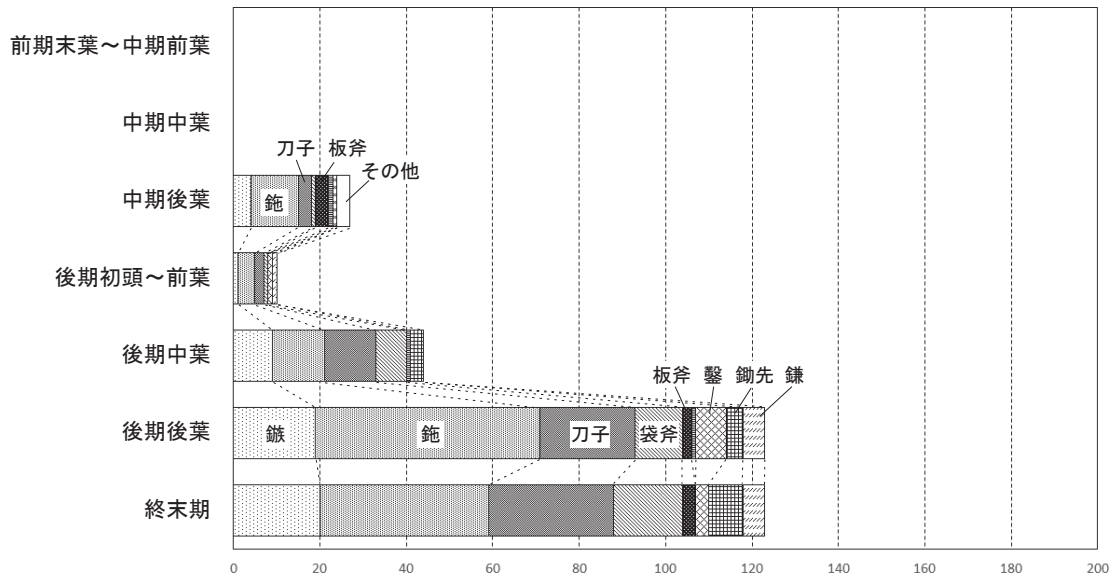 前期末葉～中期前葉
中期中葉
刀子 板斧
その他
中期後葉
鉇
後期初頭～前葉
後期中葉
板斧 鑿 鋤先 鎌
後期後葉
鏃 鉇 刀子 袋斧
終末期
0 20 40 60 80 100 120 140 160 180 200